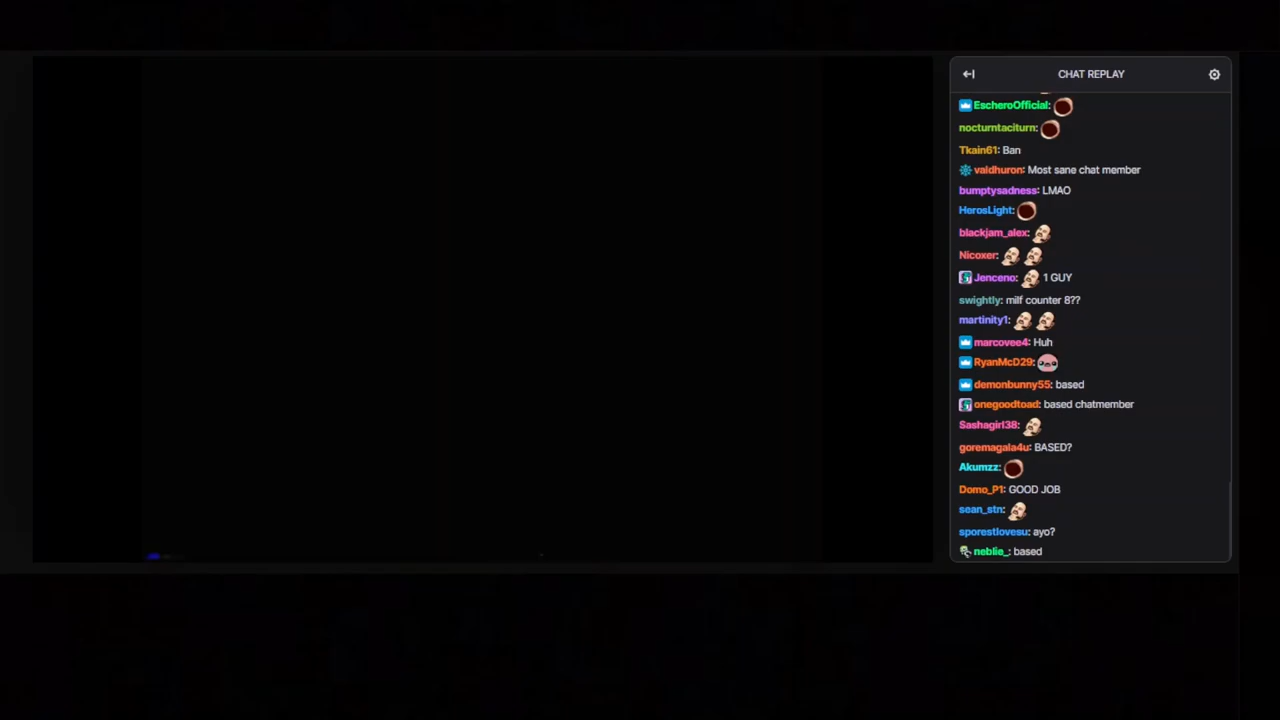 CHAT REPLAY
EscheroOfficial:
nocturntaciturn:
Tkain61: Ban
valdhuron: Most sane chat member
bumptysadness: LMAO
HerosLight:
blackjam_alex:
Nicoxer:
Jenceno: 1 GUY
swightly: milf counter 8??
martinity1:
marcovee4: Huh
RyanMcD29:
demonbunny55: based
onegoodtoad: based chatmember
Sashagirl38:
goremagala4u: BASED?
Akumzz:
Domo_P1: GOOD JOB
sean_stn:
sporestlovesu: ayo?
neblie_: based